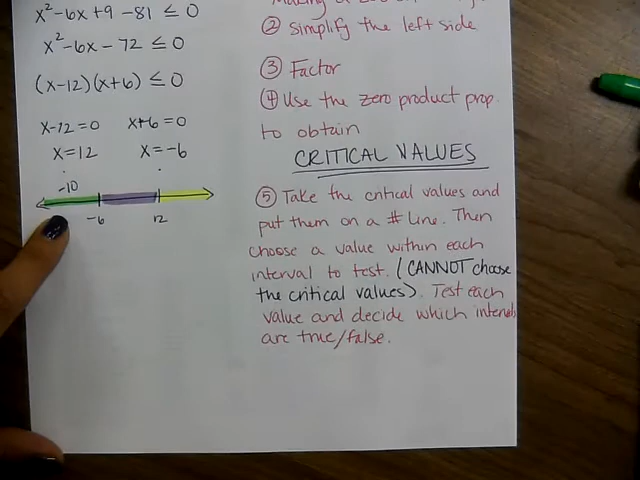 x² - 6x + 9 - 81 ≤ 0
x² - 6x - 72 ≤ 0
(x-12)(x+6) ≤ 0
x-12=0 x+6=0
x=12 x=-6
-10
-6 12
② Simplify the left side
③ Factor
④ Use the zero product prop.
to obtain
CRITICAL VALUES
⑤ Take the critical values and
put them on a # line. Then
choose a value within each
interval to test. (CANNOT choose
the critical values). Test each
value and decide which intervals
are true/false.